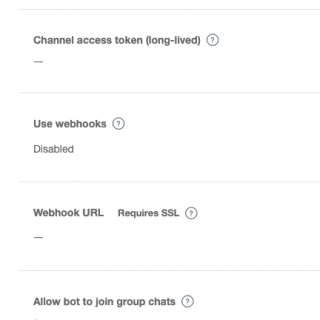 Channel access token (long-lived) ?
—
Use webhooks ?
Disabled
Webhook URL Requires SSL ?
—
Allow bot to join group chats ?